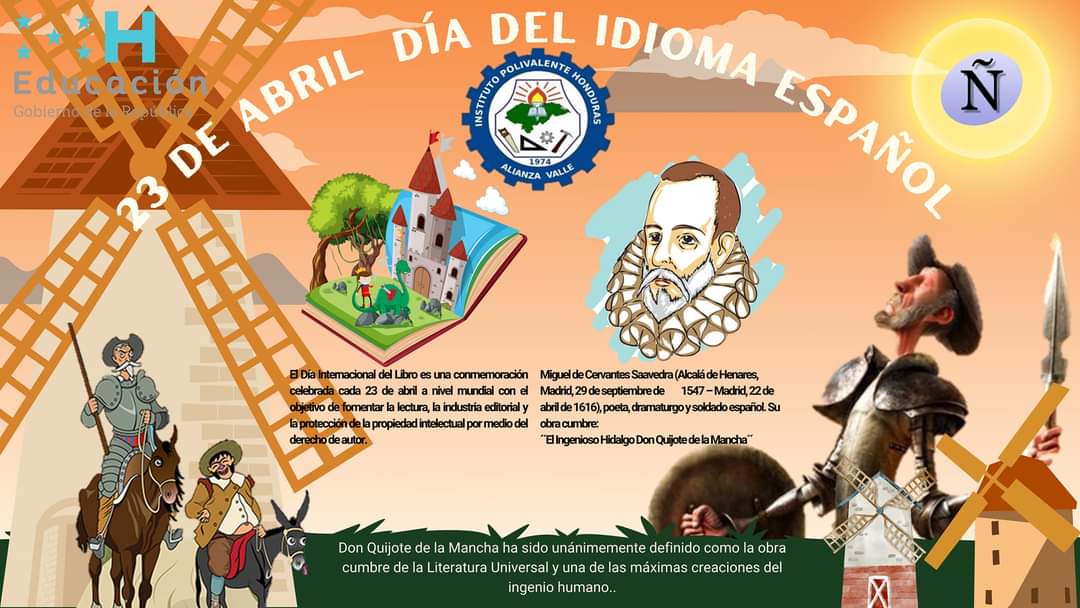 H
Educación
Gobierno de la República
23 DE ABRIL DÍA DEL IDIOMA ESPAÑOL
INSTITUTO POLIVALENTE HONDURAS
1974
ALIANZA VALLE
Ñ
El Día Internacional del Libro es una conmemoración
celebrada cada 23 de abril a nivel mundial con el
objetivo de fomentar la lectura, la industria editorial y
la protección de la propiedad intelectual por medio del
derecho de autor.
Miguel de Cervantes Saavedra (Alcalá de Henares,
Madrid, 29 de septiembre de 1547 – Madrid, 22 de
abril de 1616), poeta, dramaturgo y soldado español. Su
obra cumbre:
´´El Ingenioso Hidalgo Don Quijote de la Mancha´´
Don Quijote de la Mancha ha sido unánimemente definido como la obra
cumbre de la Literatura Universal y una de las máximas creaciones del
ingenio humano..